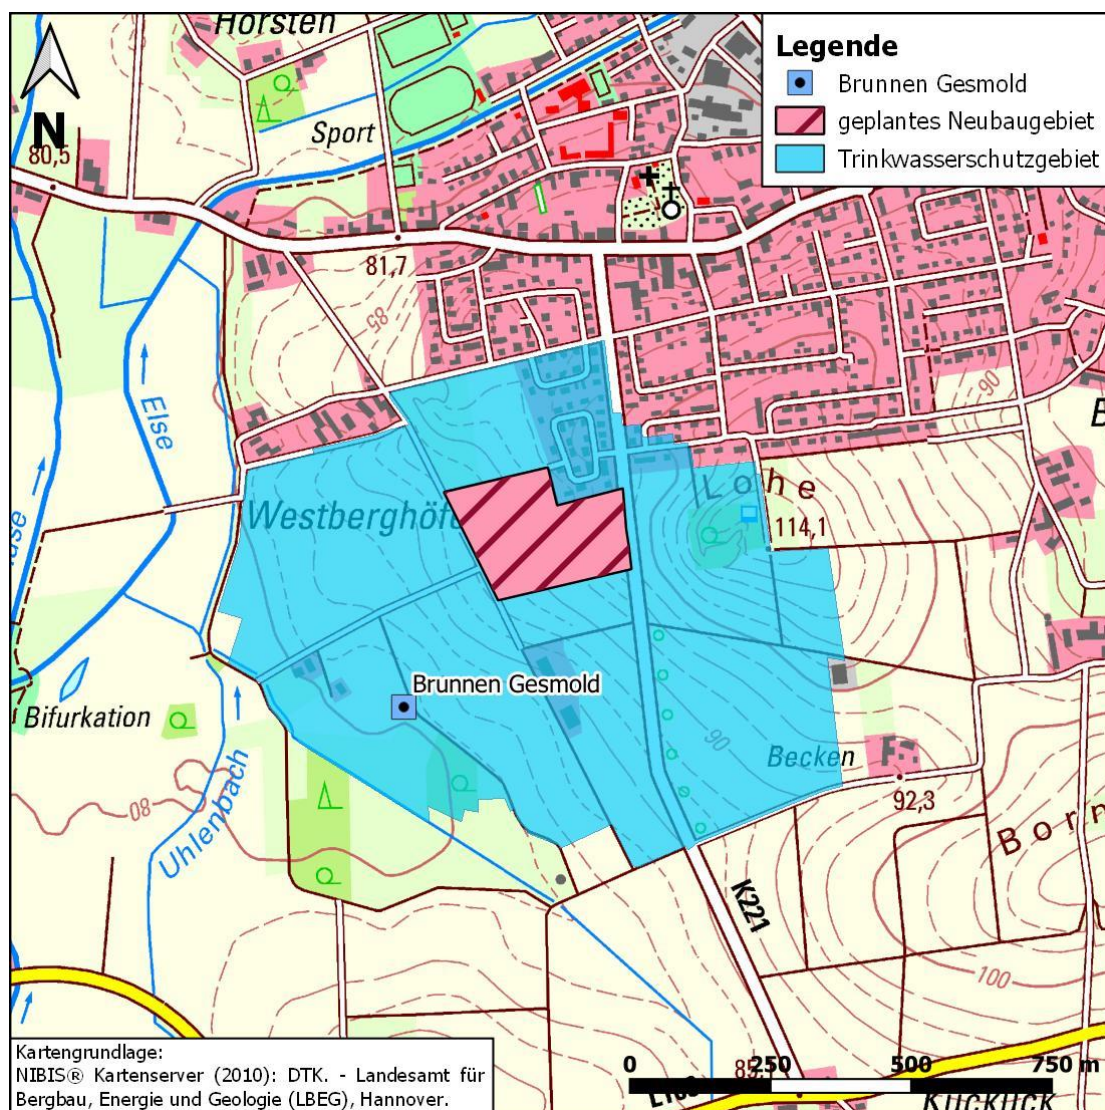 Horsten
Legende
Brunnen Gesmold
geplantes Neubaugebiet
Trinkwasserschutzgebiet
N
Sport
80,5
81,7
85
Else
90
B
Westberghöfe
Lohe
114,1
Brunnen Gesmold
Bifurkation
90
Becken
80
Uhlenbach
92,3
Born
K221
100
Kartengrundlage:
NIBIS® Kartenserver (2010): DTK. - Landesamt für
Bergbau, Energie und Geologie (LBEG), Hannover.
0 250 500 750 m
Kuckuck